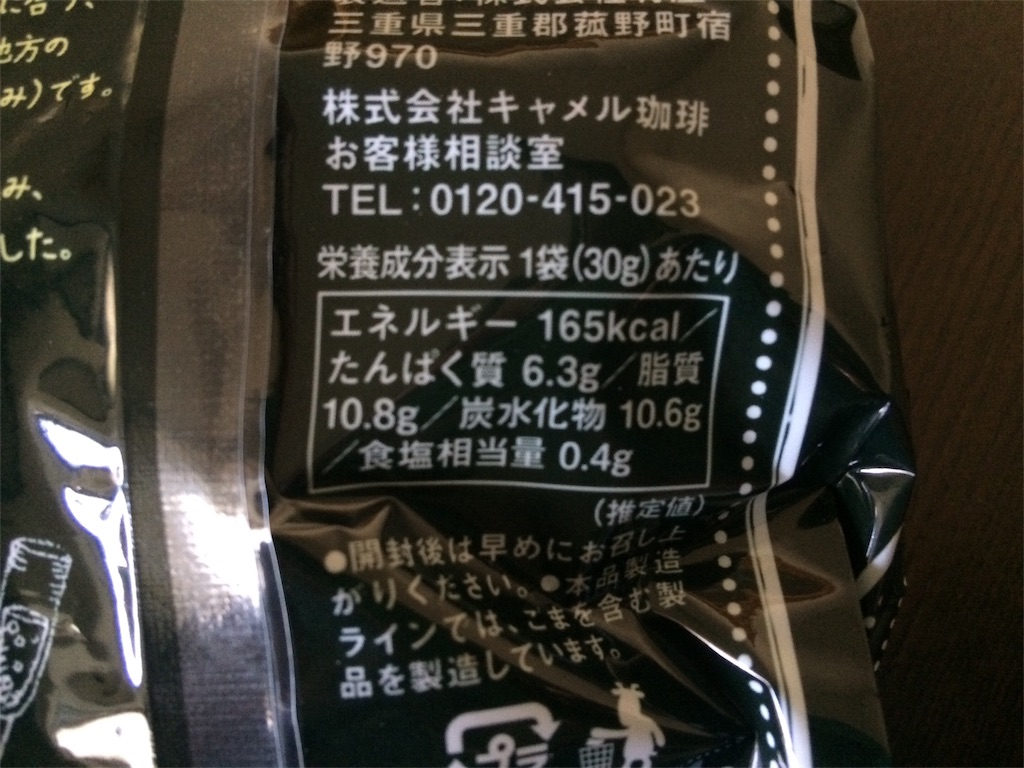 地方の
み)です。
み、
した。
三重県三重郡菰野町宿
野970
株式会社キャメル珈琲
お客様相談室
TEL:0120-415-023
栄養成分表示 1袋(30g)あたり
エネルギー 165kcal/
たんぱく質 6.3g/脂質
10.8g/炭水化物 10.6g
/食塩相当量 0.4g
(推定値)
●開封後は早めにお召し上
がりください。●本品製造
ラインでは、ごまを含む製
品を製造しています。
プラ